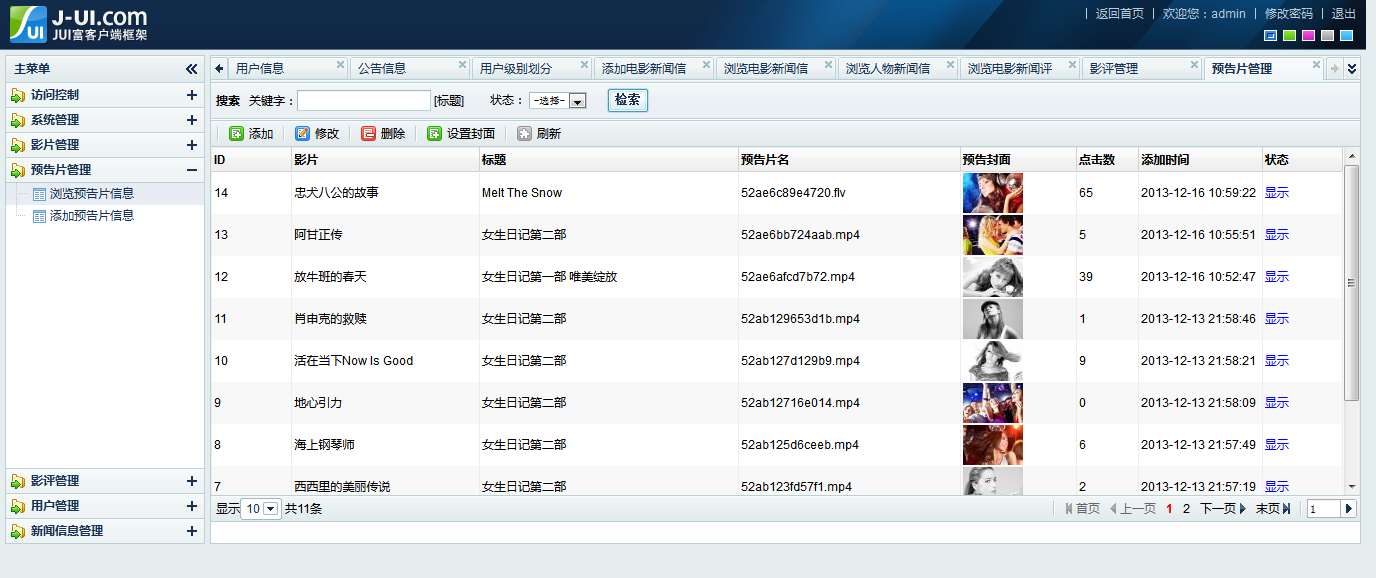 J-UI.com
JUI富客户端框架
| 返回首页 | 欢迎您：admin | 修改密码 | 退出
主菜单
访问控制
系统管理
影片管理
预告片管理
浏览预告片信息
添加预告片信息
影评管理
用户管理
新闻信息管理
用户信息 公告信息 用户级别划分 添加电影新闻信 浏览电影新闻信 浏览人物新闻信 浏览电影新闻评 影评管理 预告片管理
搜索 关键字： [标题] 状态： -选择- 检索
添加 修改 删除 设置封面 刷新
ID 影片 标题 预告片名 预告封面 点击数 添加时间 状态
14 忠犬八公的故事 Melt The Snow 52ae6c89e4720.flv 65 2013-12-16 10:59:22 显示
13 阿甘正传 女生日记第二部 52ae6bb724aab.mp4 5 2013-12-16 10:55:51 显示
12 放牛班的春天 女生日记第一部 唯美绽放 52ae6afcd7b72.mp4 39 2013-12-16 10:52:47 显示
11 肖申克的救赎 女生日记第二部 52ab129653d1b.mp4 1 2013-12-13 21:58:46 显示
10 活在当下Now Is Good 女生日记第二部 52ab127d129b9.mp4 9 2013-12-13 21:58:21 显示
9 地心引力 女生日记第二部 52ab12716e014.mp4 0 2013-12-13 21:58:09 显示
8 海上钢琴师 女生日记第二部 52ab125d6ceeb.mp4 6 2013-12-13 21:57:49 显示
7 西西里的美丽传说 女生日记第二部 52ab123fd57f1.mp4 2 2013-12-13 21:57:19 显示
显示 10 共11条 首页 上一页 1 2 下一页 末页 1